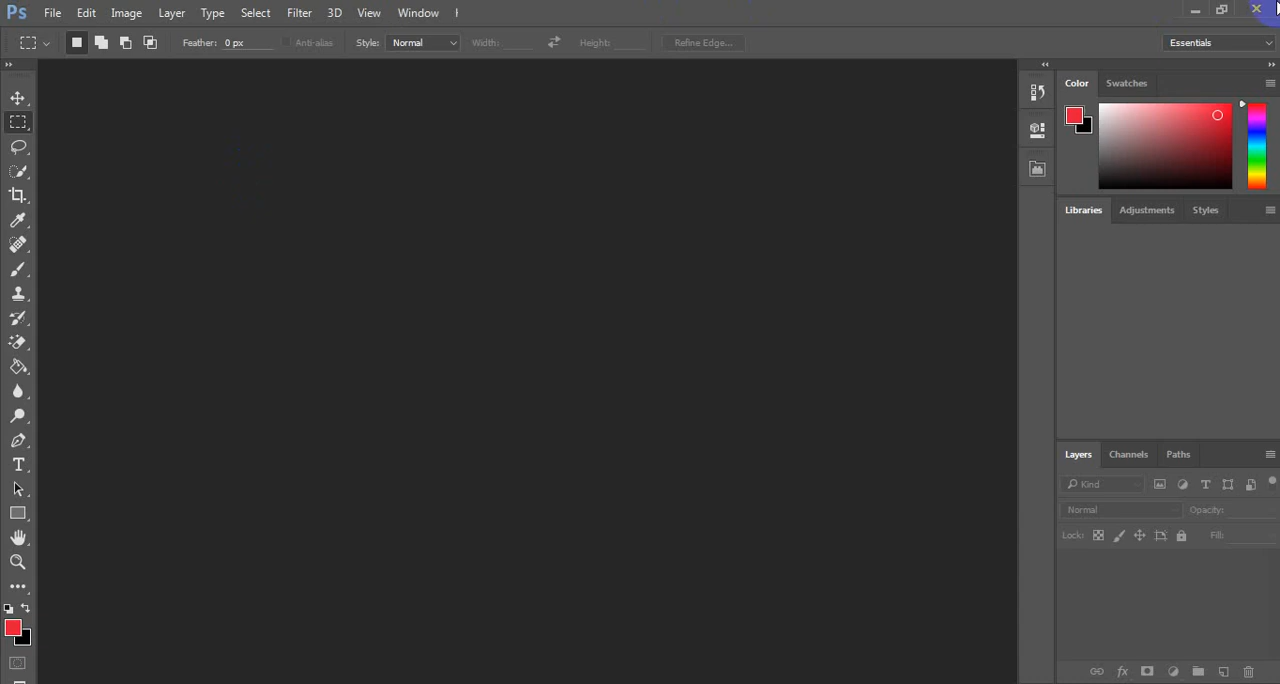 Ps File Edit Image Layer Type Select Filter 3D View Window
Feather: 0 px Anti-alias Style: Normal Width: Height: Refine Edge... Essentials
Color Swatches
Libraries Adjustments Styles
Layers Channels Paths
Kind
Normal Opacity:
Lock: Fill: